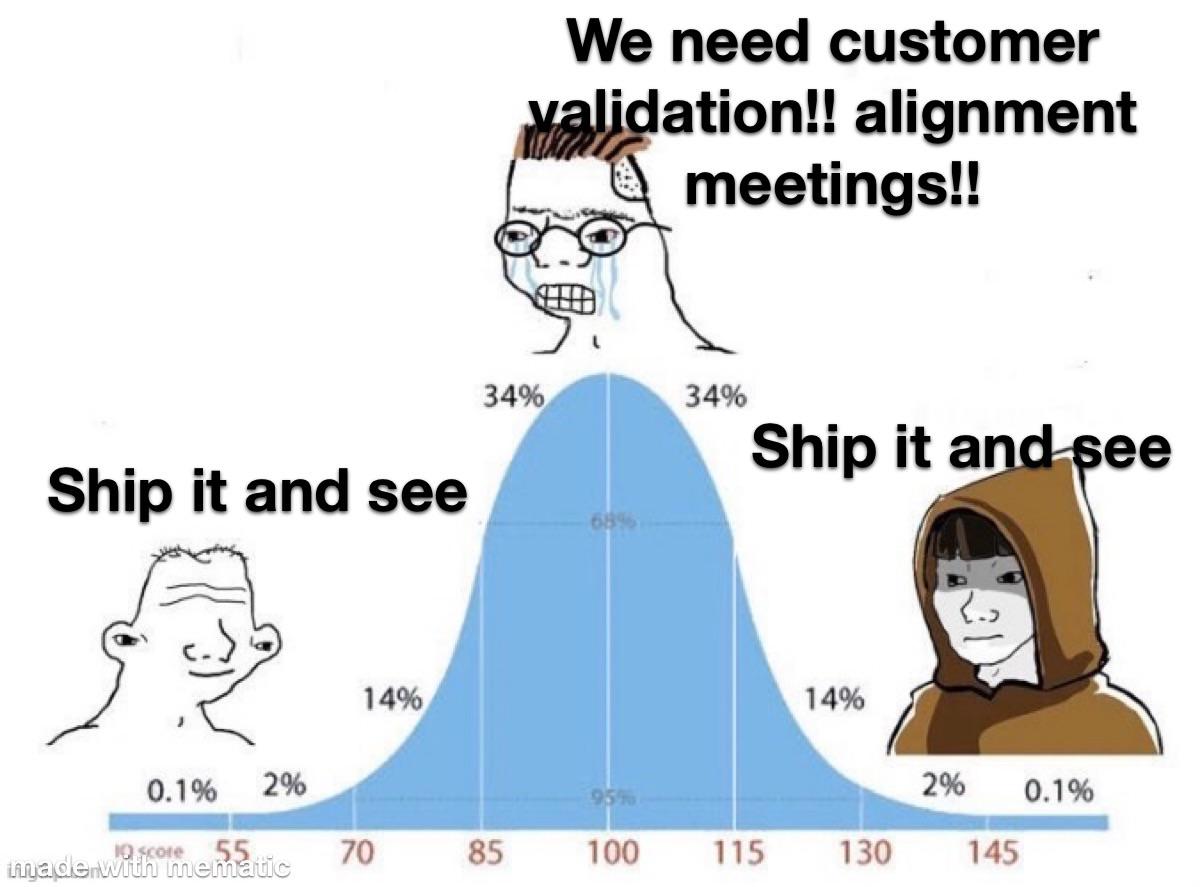 We need customer
validation!! alignment
meetings!!
34% 34%
Ship it and see
Ship it and see
68%
14% 14%
0.1% 2% 2% 0.1%
95%
IQ score 55 70 85 100 115 130 145
made with mematic